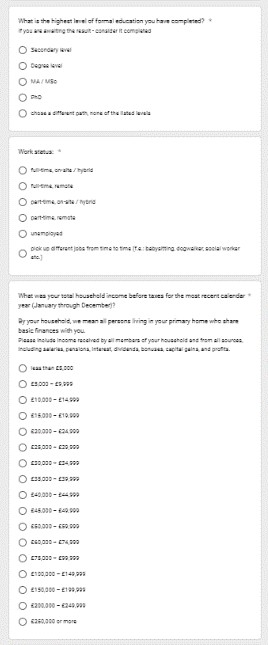 What is the highest level of formal education you have completed? *
If you are awaiting the result - consider it completed
Secondary level
Degree level
MA / MSc
PhD
chose a different path, none of the listed levels
Work status: *
full-time, on-site / hybrid
full-time, remote
part-time, on-site / hybrid
part-time, remote
unemployed
pick up different jobs from time to time (f.e.: babysitting, dogwalker, social worker
etc.)
What was your total household income before taxes for the most recent calendar *
year (January through December)?
By your household, we mean all persons living in your primary home who share
basic finances with you.
Please include income received by all members of your household and from all sources,
including salaries, pensions, interest, dividends, bonuses, capital gains, and profits.
less than £5,000
£5,000 - £9,999
£10,000 - £14,999
£15,000 - £19,999
£20,000 - £24,999
£25,000 - £29,999
£30,000 - £34,999
£35,000 - £39,999
£40,000 - £44,999
£45,000 - £49,999
£50,000 - £59,999
£60,000 - £74,999
£75,000 - £99,999
£100,000 - £149,999
£150,000 - £199,999
£200,000 - £249,999
£250,000 or more